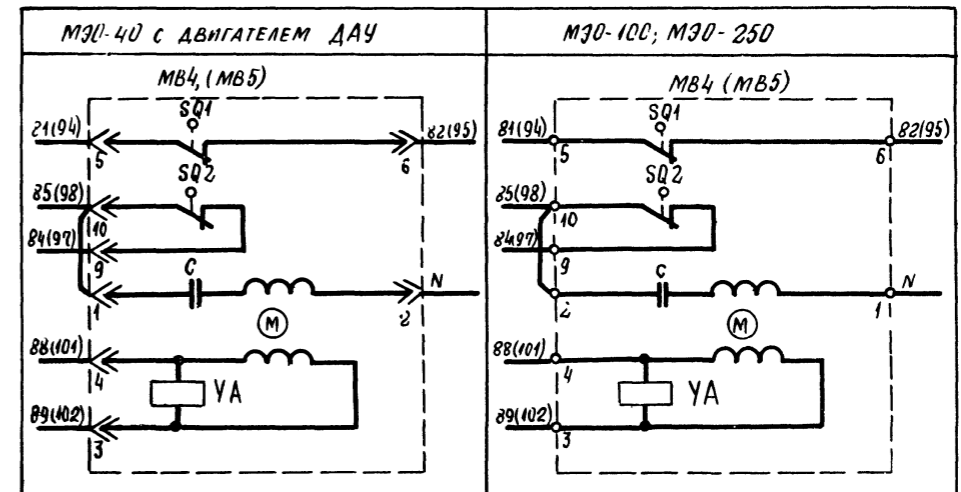 МЭО-40 С ДВИГАТЕЛЕМ ДАУ
МВ4, (МВ5)
SQ1
21(94)
5
6
82(95)
SQ2
85(98)
10
84(97)
9
C
N
1
2
М
88(101)
4
YA
89(102)
3
МЭО-100; МЭО-250
МВ4 (МВ5)
SQ1
81(94)
5
6
82(95)
SQ2
85(98)
10
84(97)
9
C
N
2
1
М
88(101)
4
YA
89(102)
3